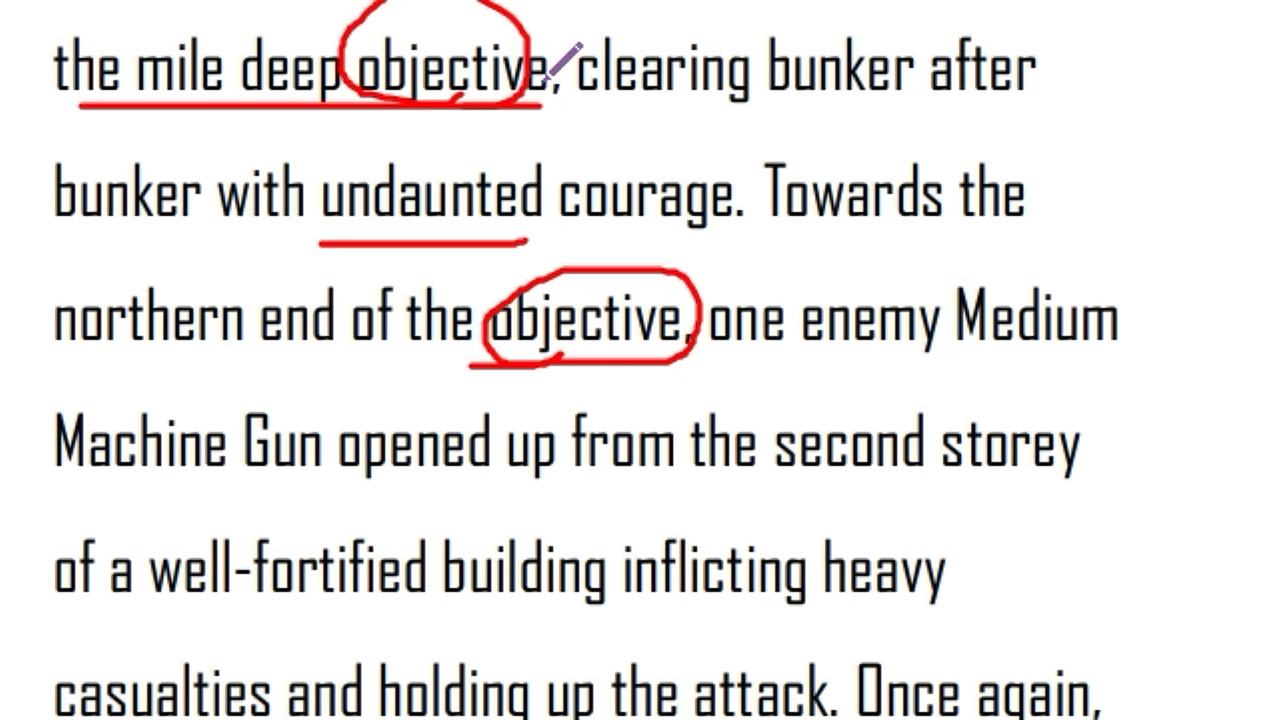 the mile deep objective, clearing bunker after
bunker with undaunted courage. Towards the
northern end of the objective, one enemy Medium
Machine Gun opened up from the second storey
of a well-fortified building inflicting heavy
casualties and holding up the attack. Once again,